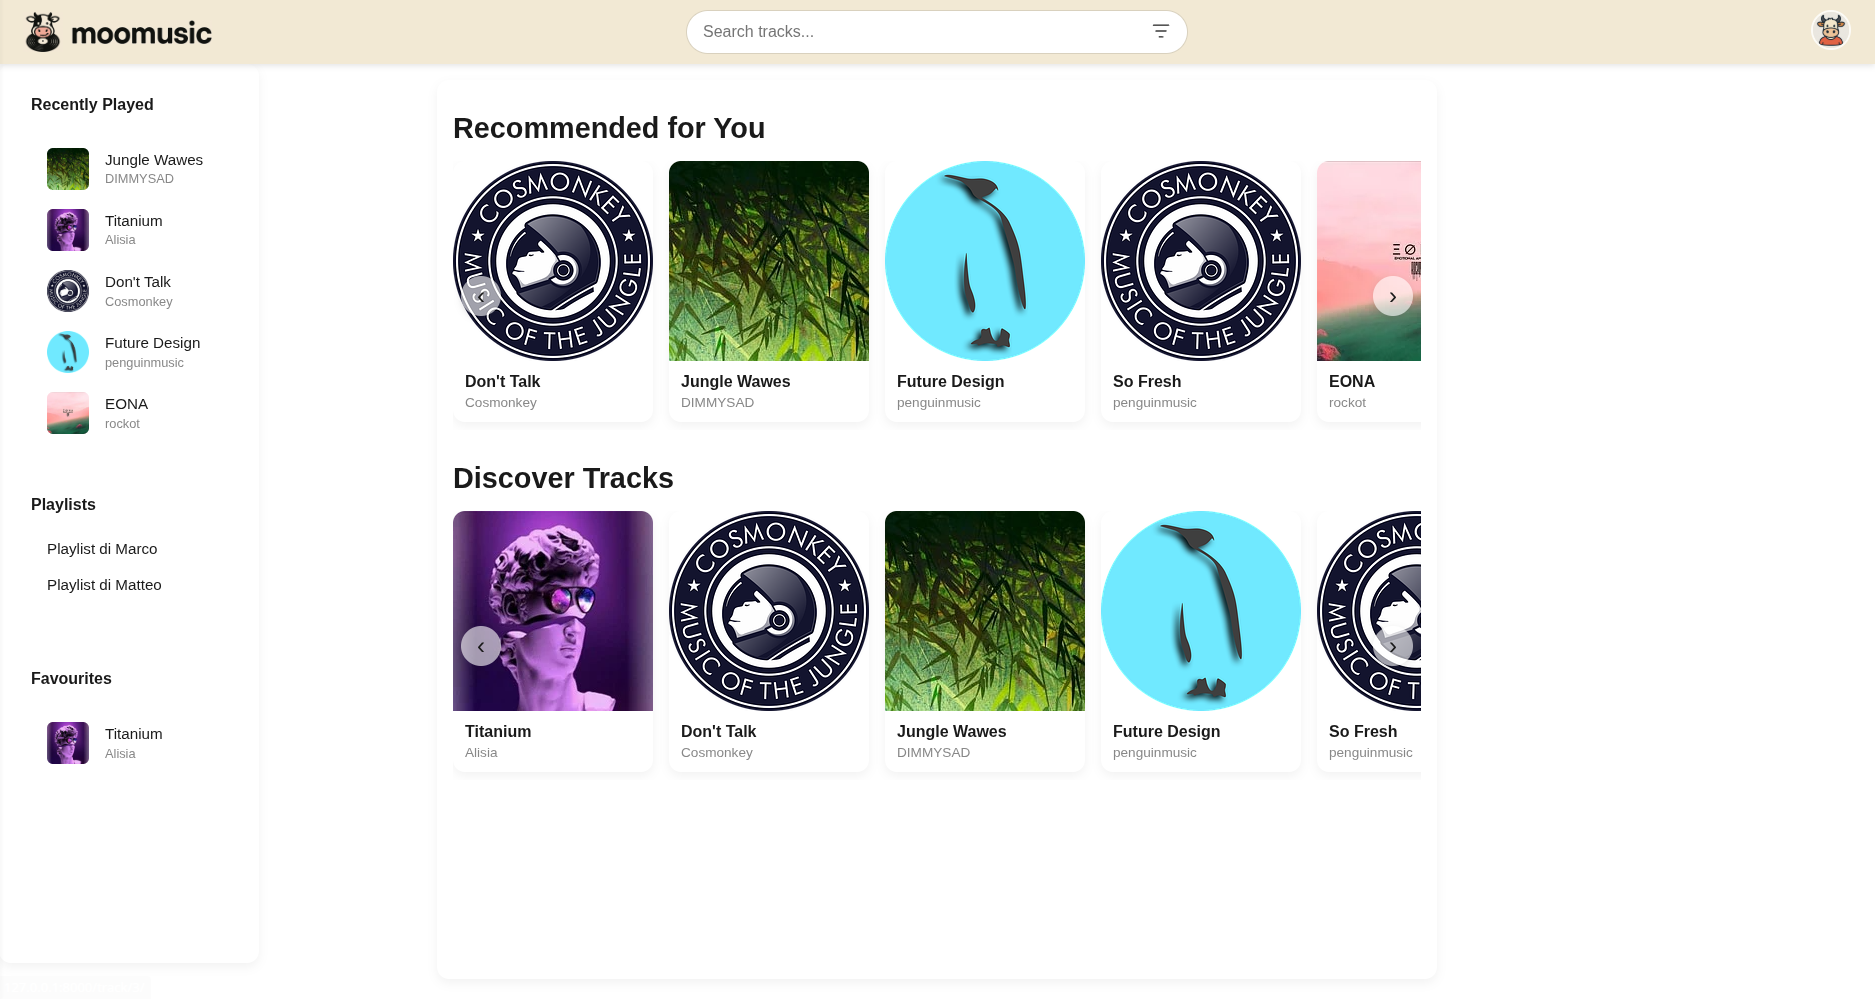 moomusic
Search tracks...
Recently Played
Jungle Wawes
DIMMYSAD
Titanium
Alisia
Don't Talk
Cosmonkey
Future Design
penguinmusic
EONA
rockot
Playlists
Playlist di Marco
Playlist di Matteo
Favourites
Titanium
Alisia
Recommended for You
COSMONKEY
MUSIC OF THE JUNGLE
Don't Talk
Cosmonkey
Jungle Wawes
DIMMYSAD
Future Design
penguinmusic
COSMONKEY
MUSIC OF THE JUNGLE
So Fresh
penguinmusic
EONA
rockot
Discover Tracks
Titanium
Alisia
COSMONKEY
MUSIC OF THE JUNGLE
Don't Talk
Cosmonkey
Jungle Wawes
DIMMYSAD
Future Design
penguinmusic
So Fresh
penguinmusic